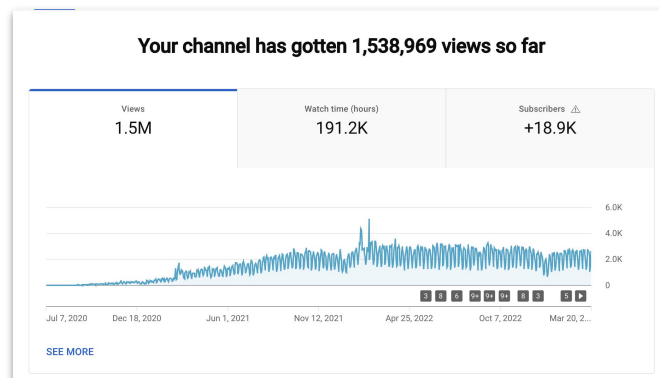 Your channel has gotten 1,538,969 views so far
Views
1.5M
Watch time (hours)
191.2K
Subscribers
+18.9K
6.0K
4.0K
2.0K
0
3 8 6 9+ 9+ 9+ 8 3 5
Jul 7, 2020 Dec 18, 2020 Jun 1, 2021 Nov 12, 2021 Apr 25, 2022 Oct 7, 2022 Mar 20, 2...
SEE MORE